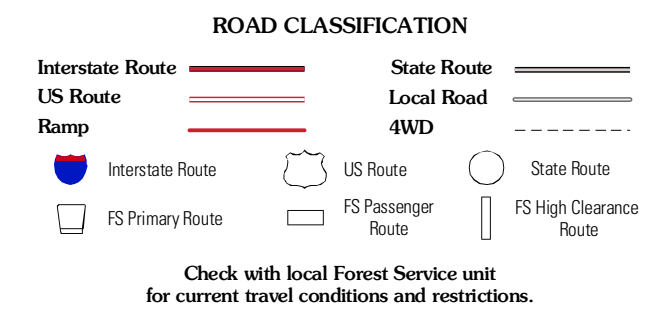 ROAD CLASSIFICATION
Interstate Route
State Route
US Route
Local Road
Ramp
4WD
Interstate Route
US Route
State Route
FS Primary Route
FS Passenger
Route
FS High Clearance
Route
Check with local Forest Service unit
for current travel conditions and restrictions.